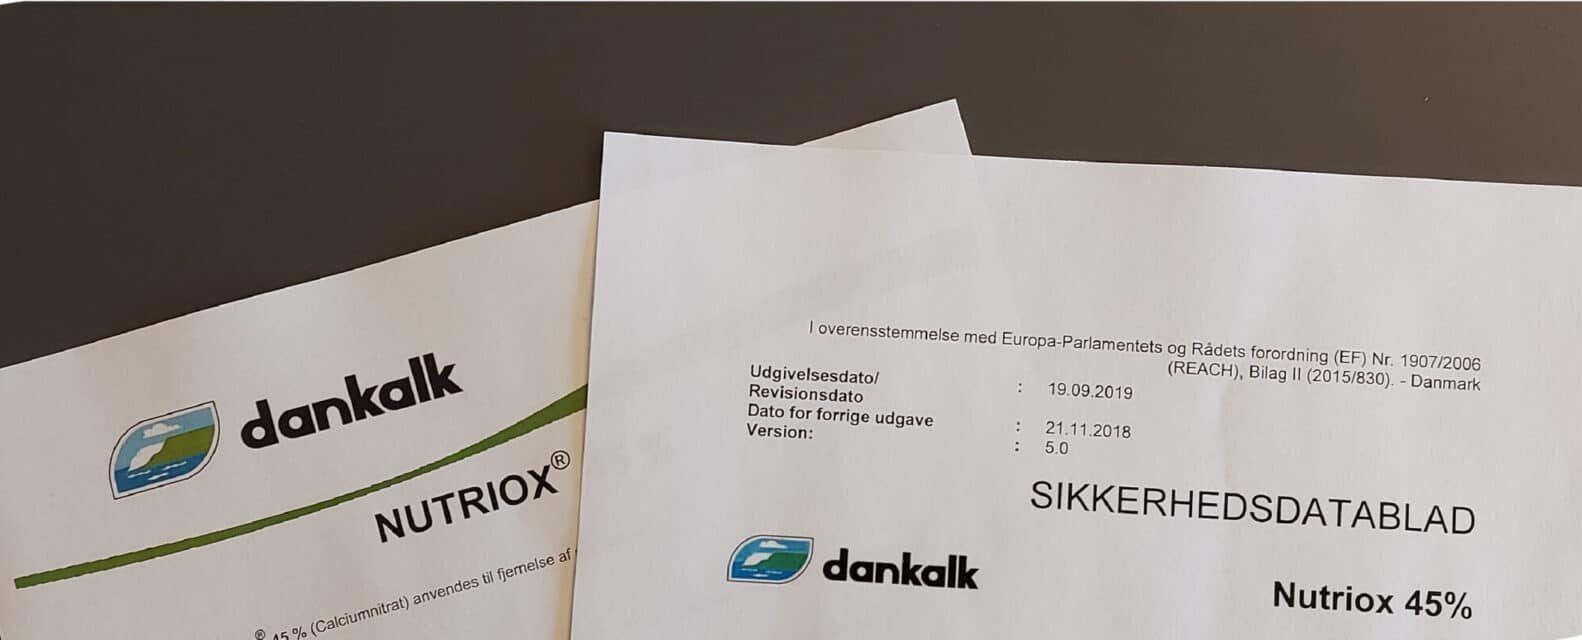 dankalk
NUTRIOX®
® 45 % (Calciumnitrat) anvendes til fjernelse af
I overensstemmelse med Europa-Parlamentets og Rådets forordning (EF) Nr. 1907/2006
(REACH), Bilag II (2015/830). - Danmark
Udgivelsesdato/
Revisionsdato : 19.09.2019
Dato for forrige udgave : 21.11.2018
Version: : 5.0
SIKKERHEDSDATABLAD
dankalk
Nutriox 45%